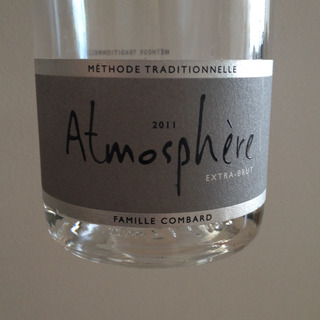 MÉTHODE TRADITIONNELLE
2011
Atmosphère
EXTRA-BRUT
FAMILLE COMBARD